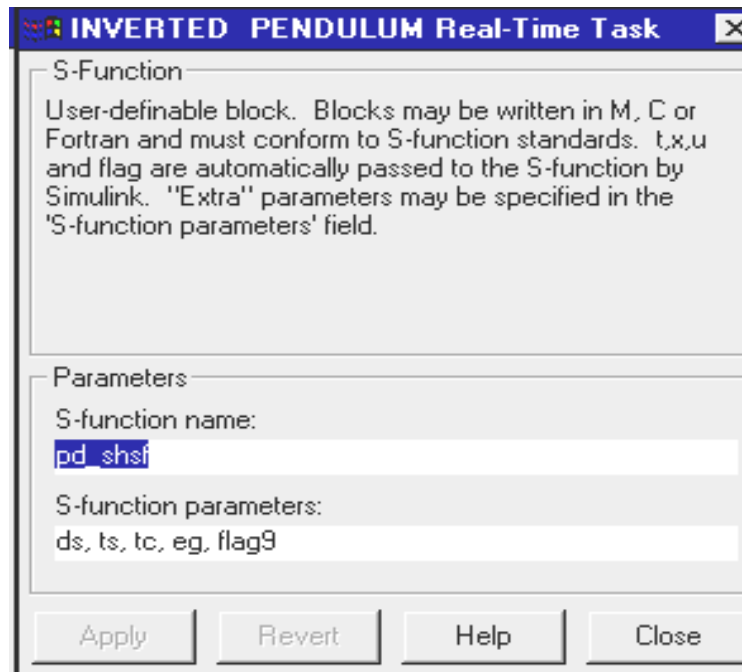 INVERTED PENDULUM Real-Time Task
S-Function
User-definable block. Blocks may be written in M, C or
Fortran and must conform to S-function standards. t,x,u
and flag are automatically passed to the S-function by
Simulink. "Extra" parameters may be specified in the
'S-function parameters' field.
Parameters
S-function name:
pd_shsf
S-function parameters:
ds, ts, tc, eg, flag9
Apply Revert Help Close